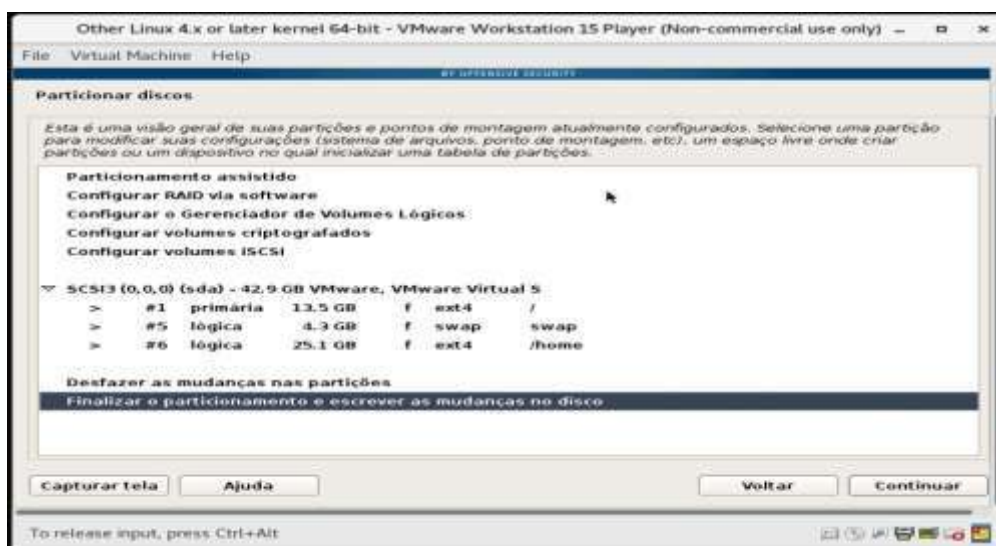 Other Linux 4.x or later kernel 64-bit - VMware Workstation 15 Player (Non-commercial use only)
File Virtual Machine Help
BY OFFENSIVE SECURITY
Particionar discos
Esta é uma visão geral de suas partições e pontos de montagem atualmente configurados. Selecione uma partição
para modificar suas configurações (sistema de arquivos, ponto de montagem, etc), um espaço livre onde criar
partições ou um dispositivo no qual inicializar uma tabela de partições.
Particionamento assistido
Configurar RAID via software
Configurar o Gerenciador de Volumes Lógicos
Configurar volumes criptografados
Configurar volumes iSCSI
SCSI3 (0,0,0) (sda) - 42.9 GB VMware, VMware Virtual S
> #1 primária 13.5 GB f ext4 /
> #5 lógica 4.3 GB f swap swap
> #6 lógica 25.1 GB f ext4 /home
Desfazer as mudanças nas partições
Finalizar o particionamento e escrever as mudanças no disco
Capturar tela Ajuda Voltar Continuar
To release input, press Ctrl+Alt